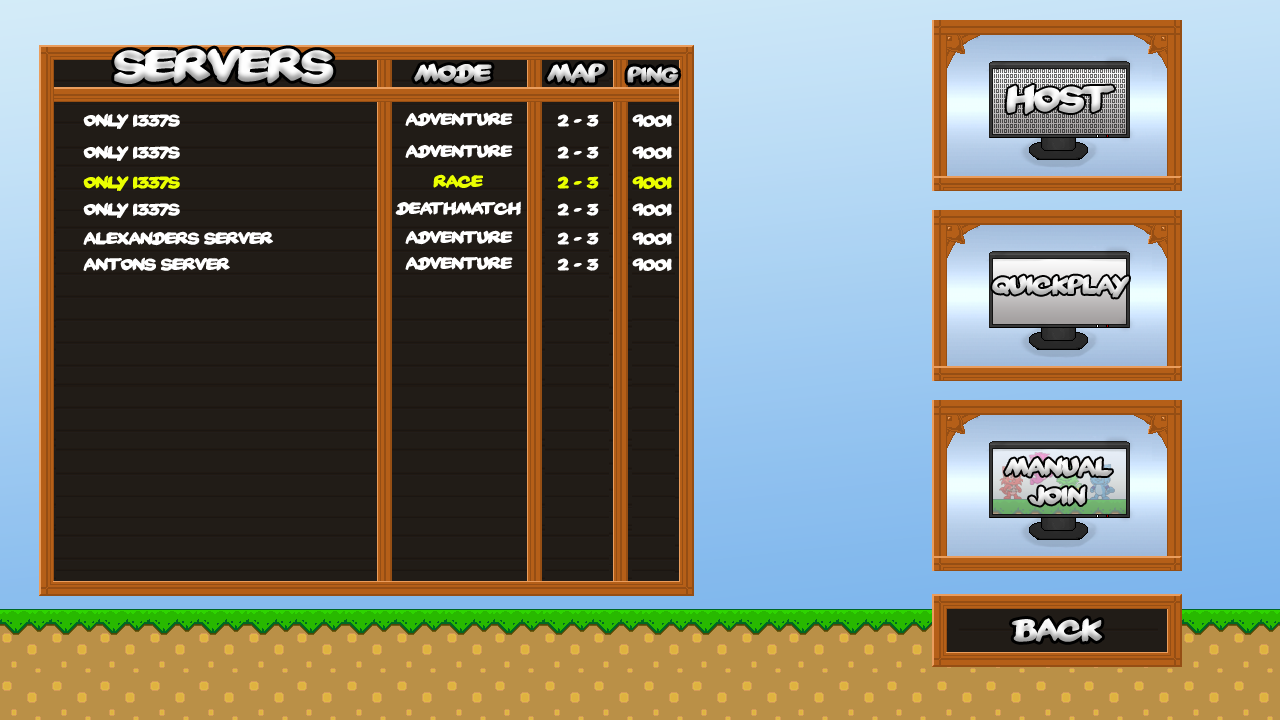 SERVERS MODE MAP PING
ONLY 1337S ADVENTURE 2 - 3 9001
ONLY 1337S ADVENTURE 2 - 3 9001
ONLY 1337S RACE 2 - 3 9001
ONLY 1337S DEATHMATCH 2 - 3 9001
ALEXANDERS SERVER ADVENTURE 2 - 3 9001
ANTONS SERVER ADVENTURE 2 - 3 9001
HOST
QUICKPLAY
MANUAL
JOIN
BACK